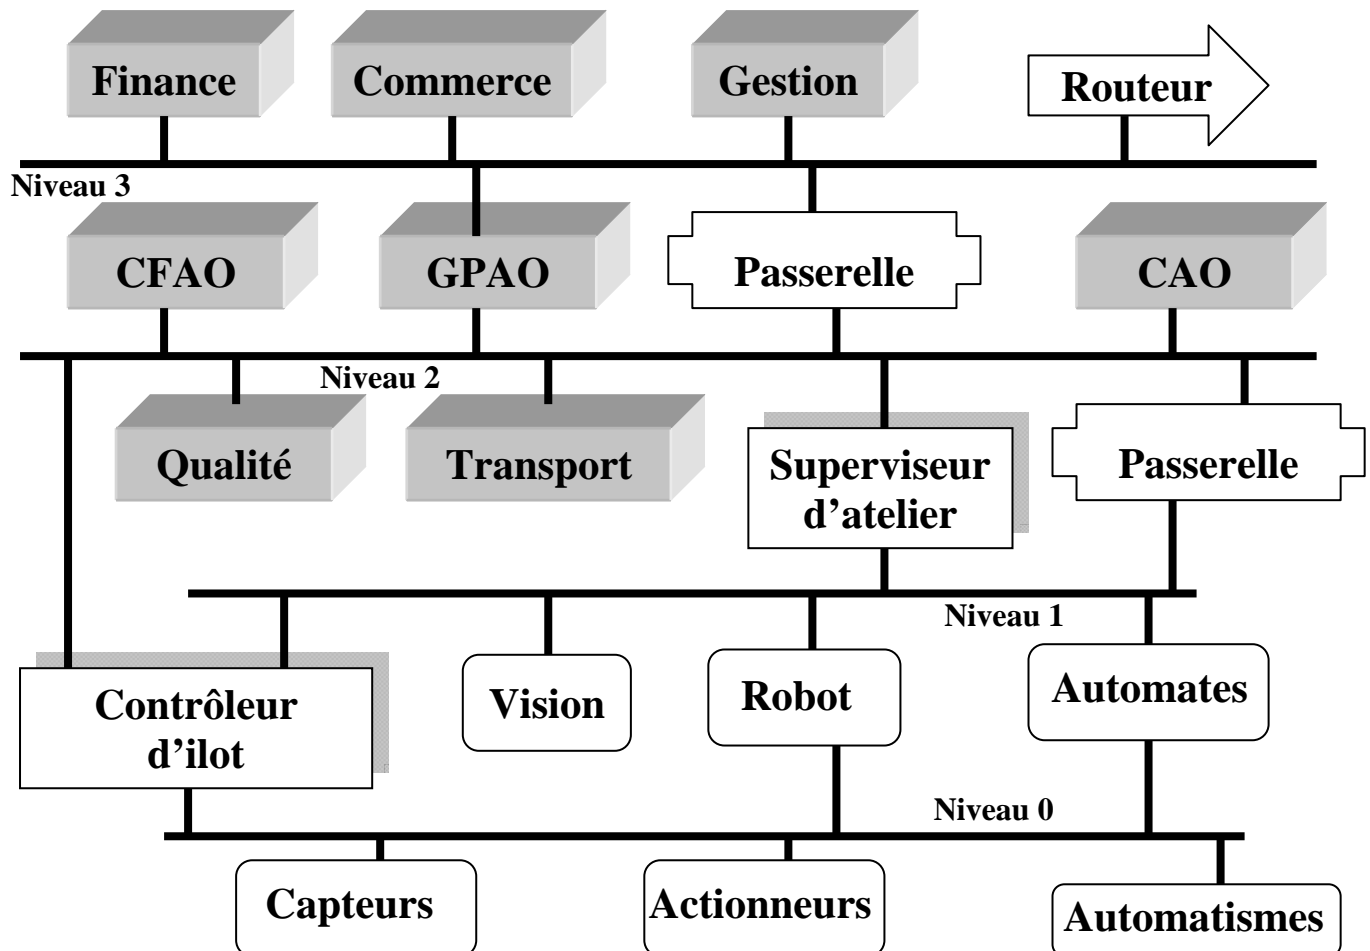 Finance
Commerce
Gestion
Routeur
Niveau 3
CFAO
GPAO
Passerelle
CAO
Niveau 2
Qualité
Transport
Superviseur
d’atelier
Passerelle
Niveau 1
Contrôleur
d’ilot
Vision
Robot
Automates
Niveau 0
Capteurs
Actionneurs
Automatismes